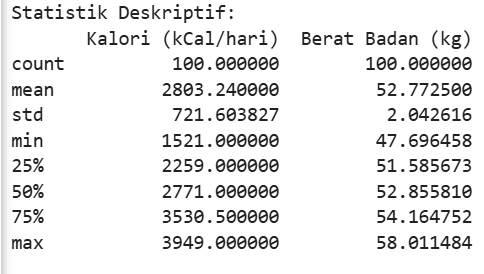 Statistik Deskriptif:
Kalori (kCal/hari) Berat Badan (kg)
count 100.000000 100.000000
mean 2803.240000 52.772500
std 721.603827 2.042616
min 1521.000000 47.696458
25% 2259.000000 51.585673
50% 2771.000000 52.855810
75% 3530.500000 54.164752
max 3949.000000 58.011484